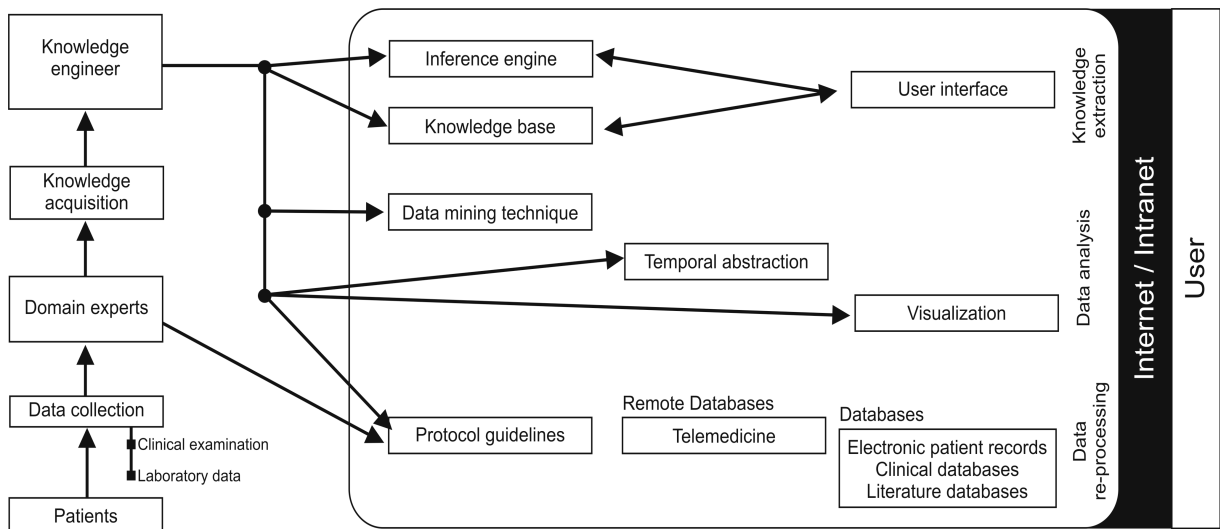 Knowledge
engineer
Knowledge
acquisition
Domain experts
Data collection
Clinical examination
Laboratory data
Patients
Inference engine
Knowledge base
User interface
Knowledge
extraction
Data mining technique
Temporal abstraction
Visualization
Data analysis
Protocol guidelines
Remote Databases
Telemedicine
Databases
Electronic patient records
Clinical databases
Literature databases
Data
re-processing
Internet / Intranet
User